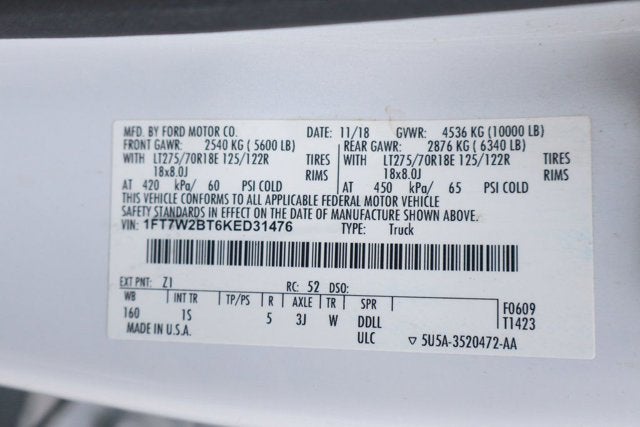 MFD. BY FORD MOTOR CO. DATE: 11/18 GVWR: 4536 KG (10000 LB)
FRONT GAWR: 2540 KG ( 5600 LB) REAR GAWR: 2876 KG ( 6340 LB)
WITH LT275/70R18E 125/122R TIRES WITH LT275/70R18E 125/122R TIRES
18x8.0J RIMS 18x8.0J RIMS
AT 420 kPa/ 60 PSI COLD AT 450 kPa/ 65 PSI COLD
THIS VEHICLE CONFORMS TO ALL APPLICABLE FEDERAL MOTOR VEHICLE
SAFETY STANDARDS IN EFFECT ON THE DATE OF MANUFACTURE SHOWN ABOVE.
VIN: 1FT7W2BT6KED31476 TYPE: Truck
EXT PNT: Z1 RC: 52 DSO:
WB INT TR TP/PS R AXLE TR SPR F0609
160 1S 5 3J W DDLL T1423
MADE IN U.S.A. ULC ▽ 5U5A-3520472-AA